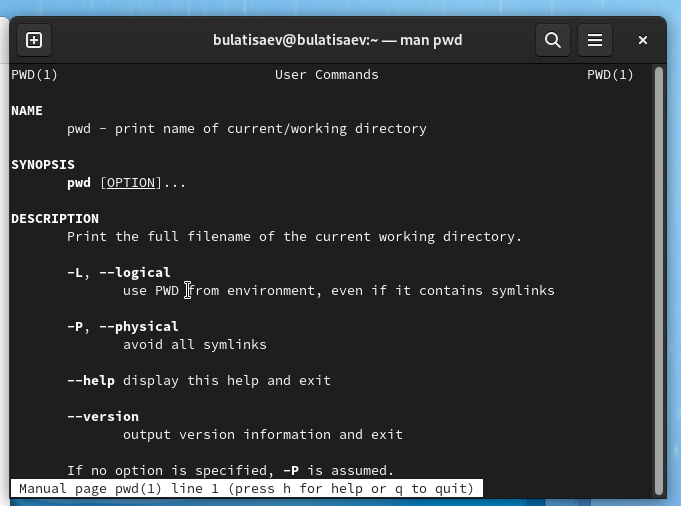 bulatisaev@bulatisaev:~ — man pwd
PWD(1) User Commands PWD(1)
NAME
pwd - print name of current/working directory
SYNOPSIS
pwd [OPTION]...
DESCRIPTION
Print the full filename of the current working directory.
-L, --logical
use PWD from environment, even if it contains symlinks
-P, --physical
avoid all symlinks
--help display this help and exit
--version
output version information and exit
If no option is specified, -P is assumed.
Manual page pwd(1) line 1 (press h for help or q to quit)